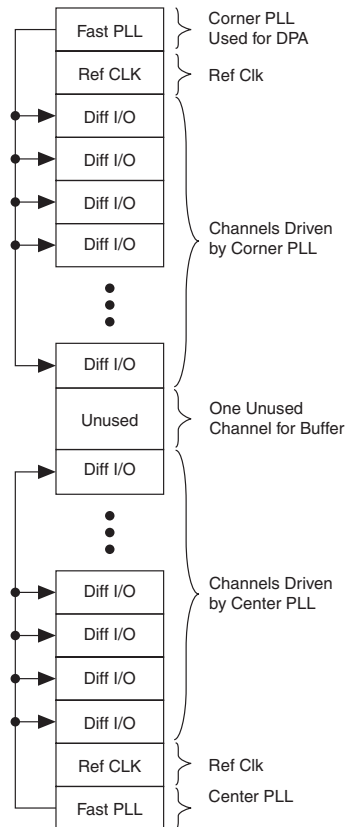 Fast PLL
Corner PLL
Used for DPA
Ref CLK
Ref Clk
Diff I/O
Diff I/O
Diff I/O
Diff I/O
Channels Driven
by Corner PLL
Diff I/O
Unused
One Unused
Channel for Buffer
Diff I/O
Channels Driven
by Center PLL
Diff I/O
Diff I/O
Diff I/O
Diff I/O
Ref CLK
Ref Clk
Fast PLL
Center PLL